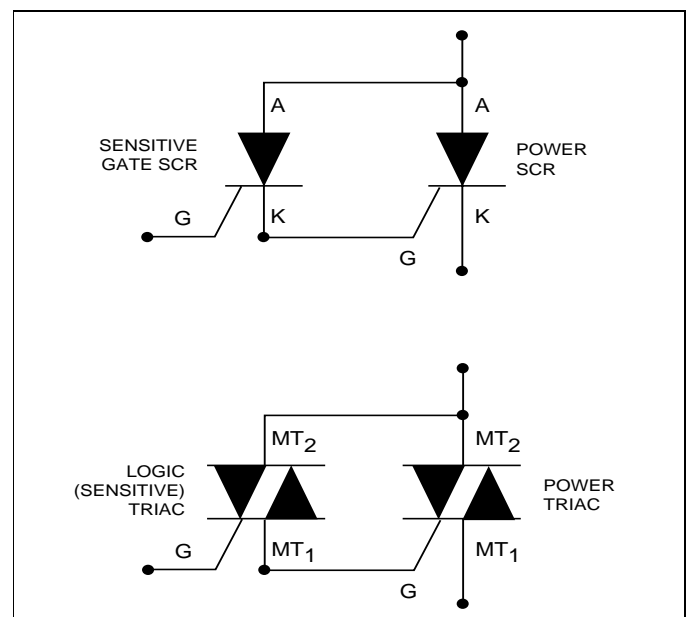 A
A
SENSITIVE
GATE SCR
POWER
SCR
G
K
K
G
MT2
MT2
LOGIC
(SENSITIVE)
TRIAC
POWER
TRIAC
G
MT1
MT1
G